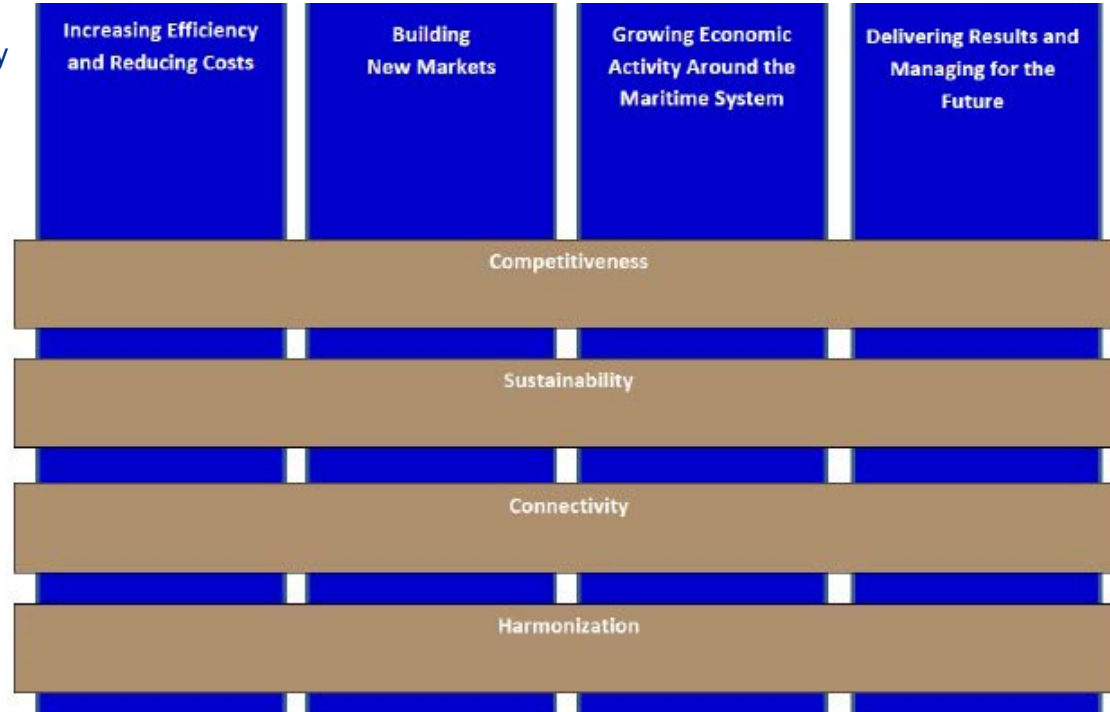 Increasing Efficiency
and Reducing Costs
Building
New Markets
Growing Economic
Activity Around the
Maritime System
Delivering Results and
Managing for the
Future
Competitiveness
Sustainability
Connectivity
Harmonization